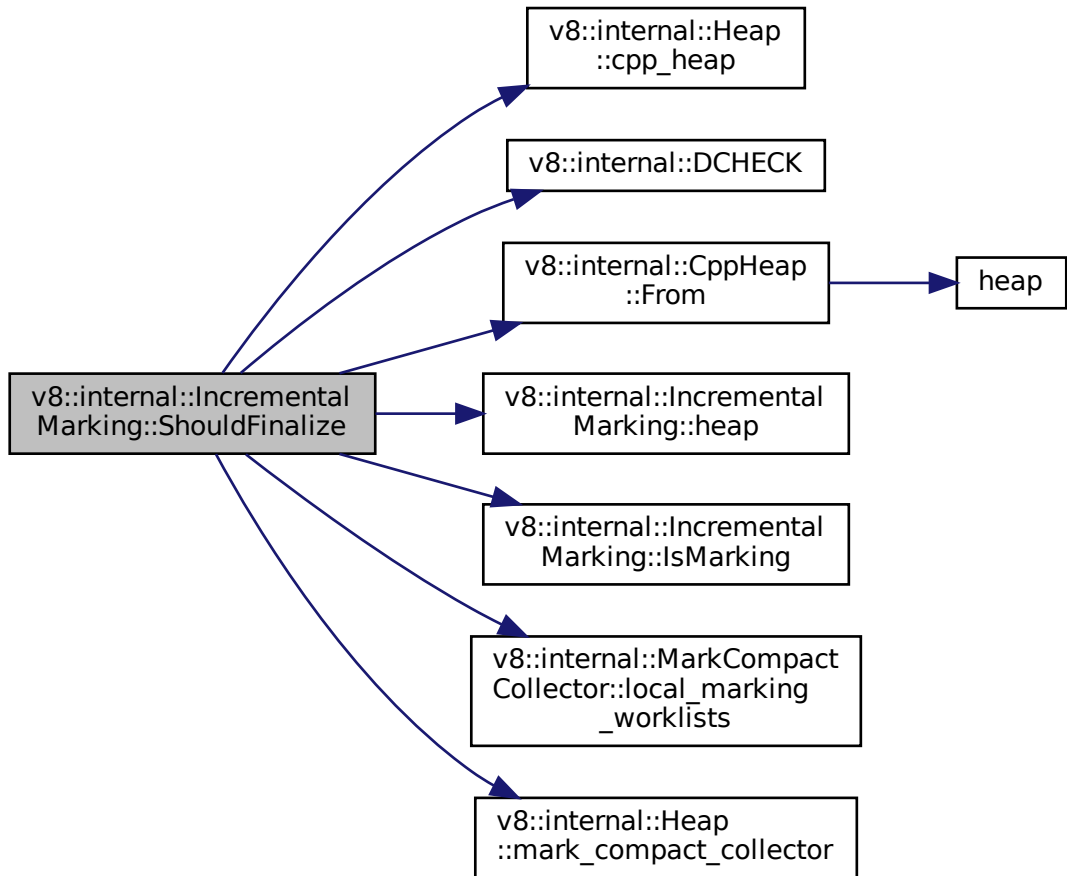 v8::internal::Heap
::cpp_heap
v8::internal::DCHECK
v8::internal::CppHeap
::From
heap
v8::internal::Incremental
Marking::ShouldFinalize
v8::internal::Incremental
Marking::heap
v8::internal::Incremental
Marking::IsMarking
v8::internal::MarkCompact
Collector::local_marking
_worklists
v8::internal::Heap
::mark_compact_collector